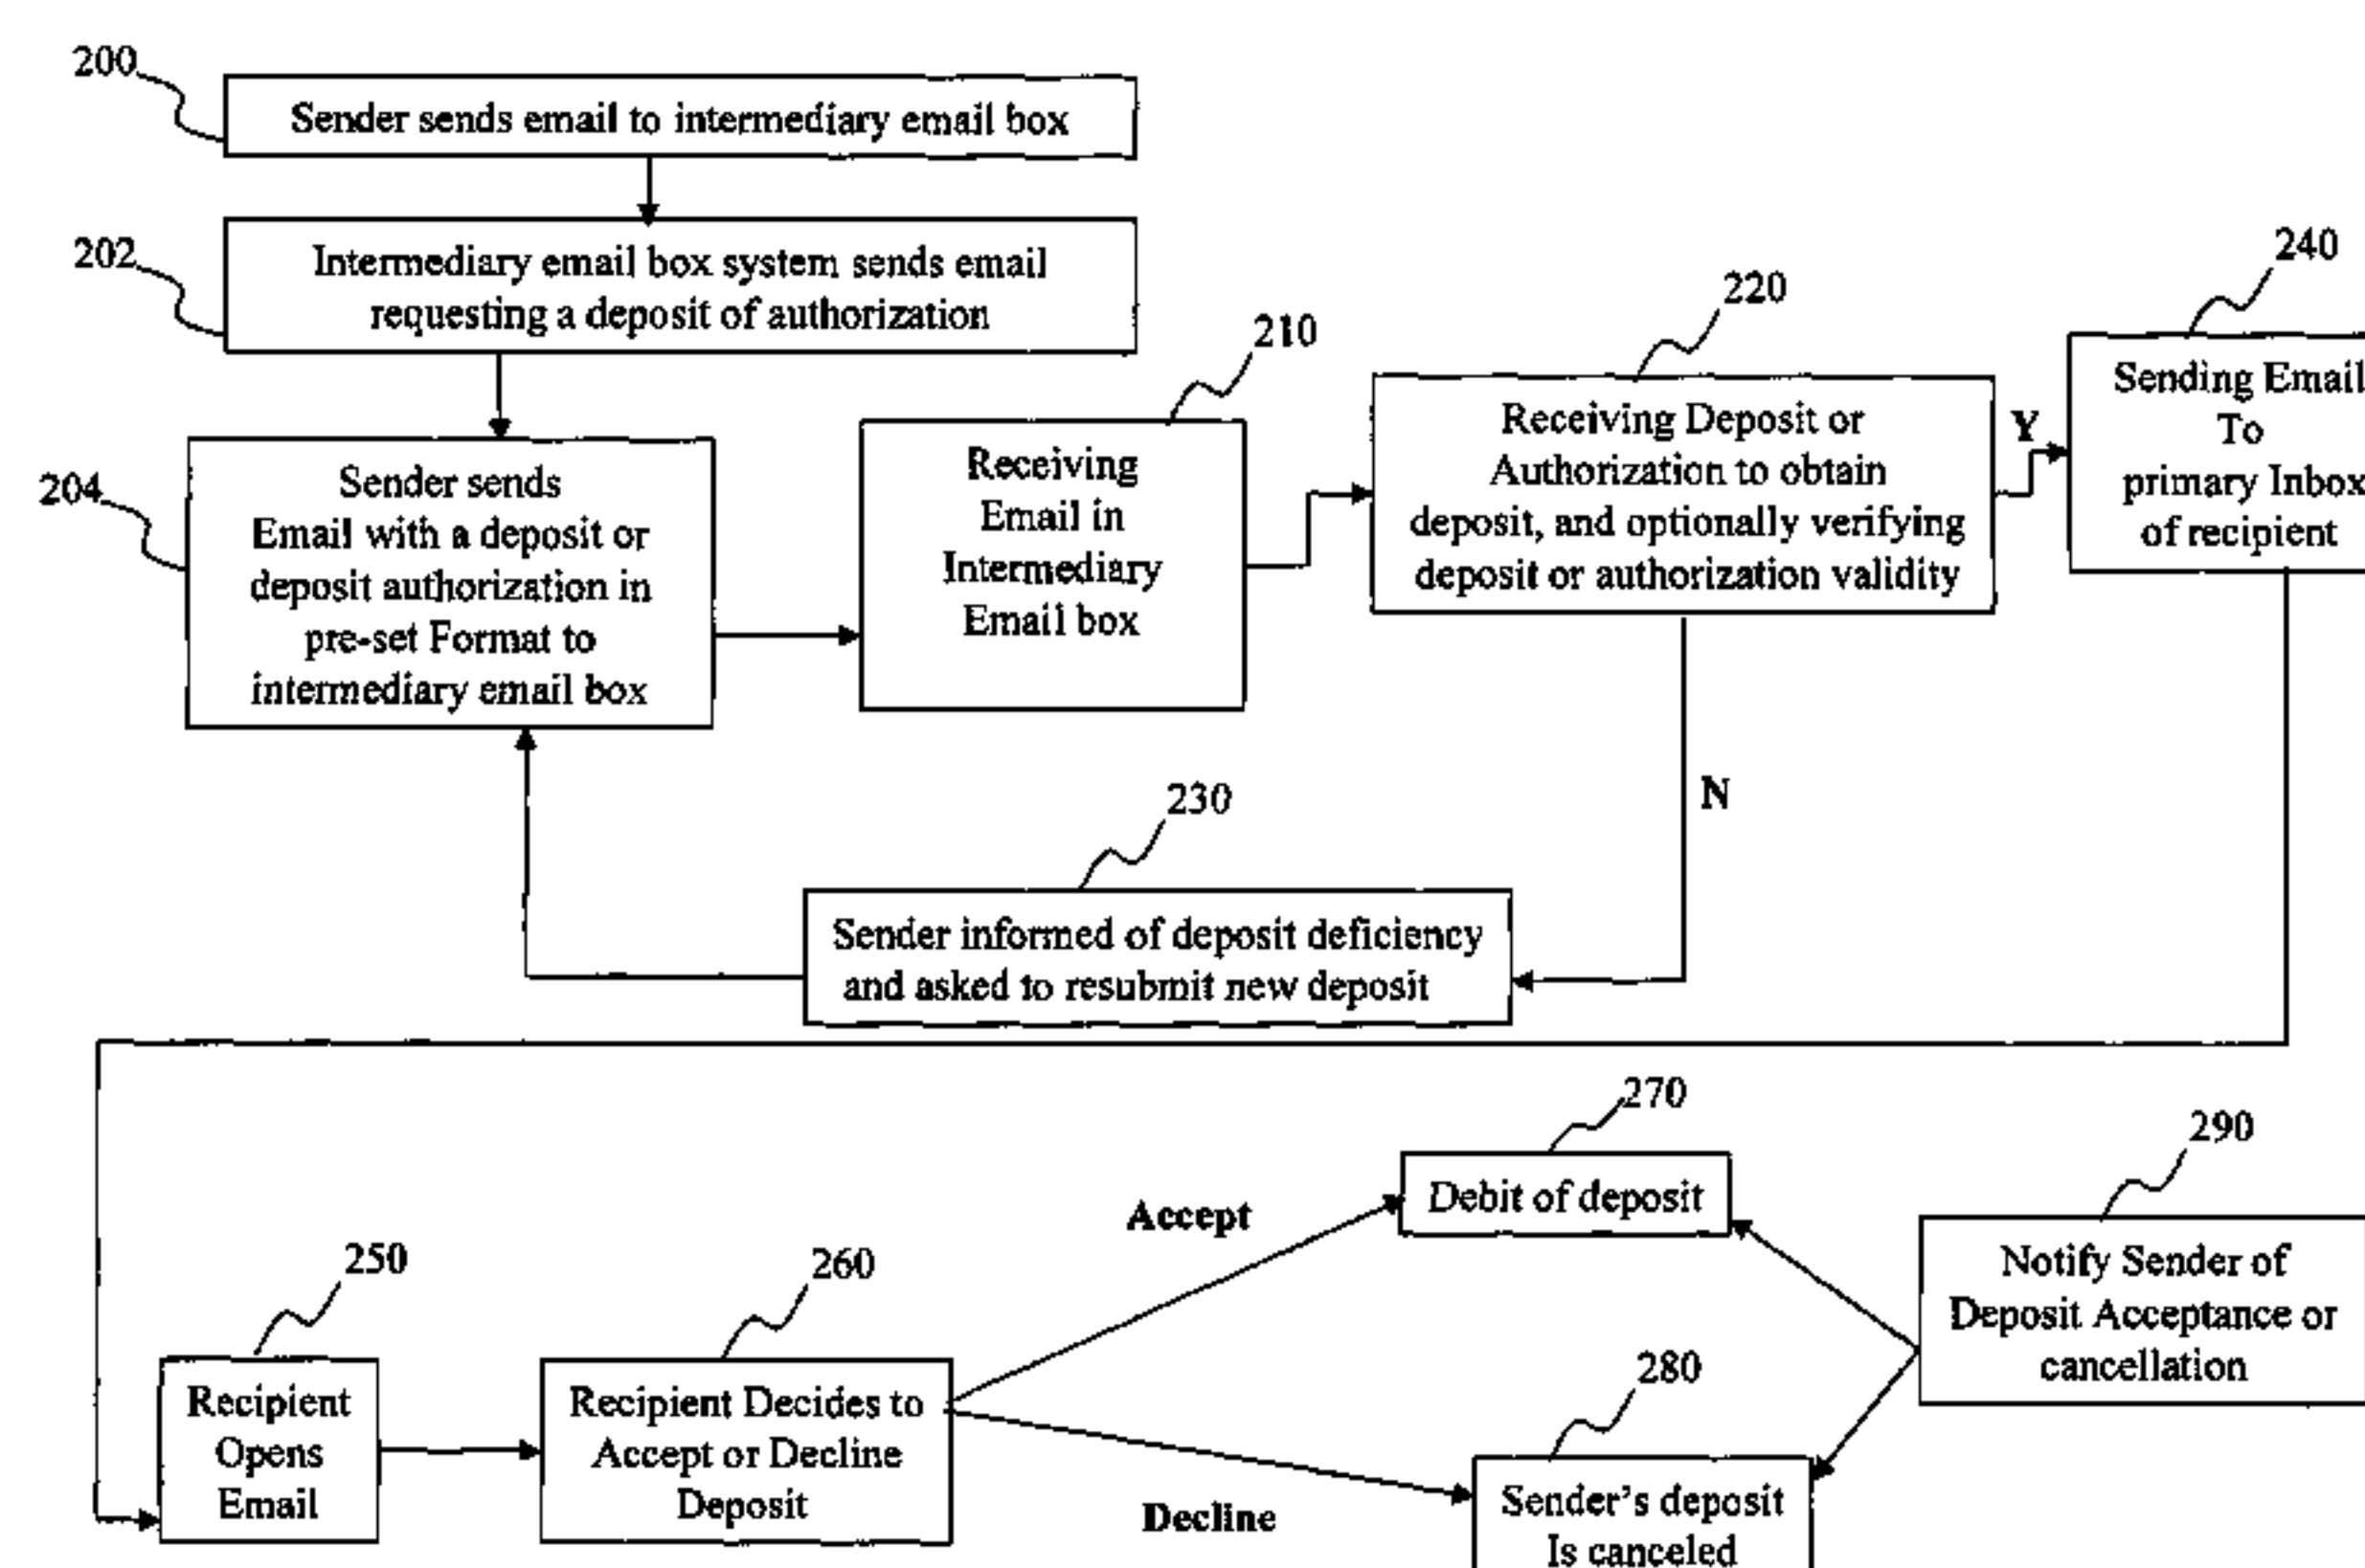 200
Sender sends email to intermediary email box
202
Intermediary email box system sends email
requesting a deposit of authorization
204
Sender sends
Email with a deposit or
deposit authorization in
pre-set Format to
intermediary email box
210
Receiving
Email in
Intermediary
Email box
220
Receiving Deposit or
Authorization to obtain
deposit, and optionally verifying
deposit or authorization validity
Y
240
Sending Email
To
primary Inbox
of recipient
N
230
Sender informed of deposit deficiency
and asked to resubmit new deposit
250
Recipient
Opens
Email
260
Recipient Decides to
Accept or Decline
Deposit
Accept
270
Debit of deposit
Decline
280
Sender's deposit
Is canceled
290
Notify Sender of
Deposit Acceptance or
cancellation